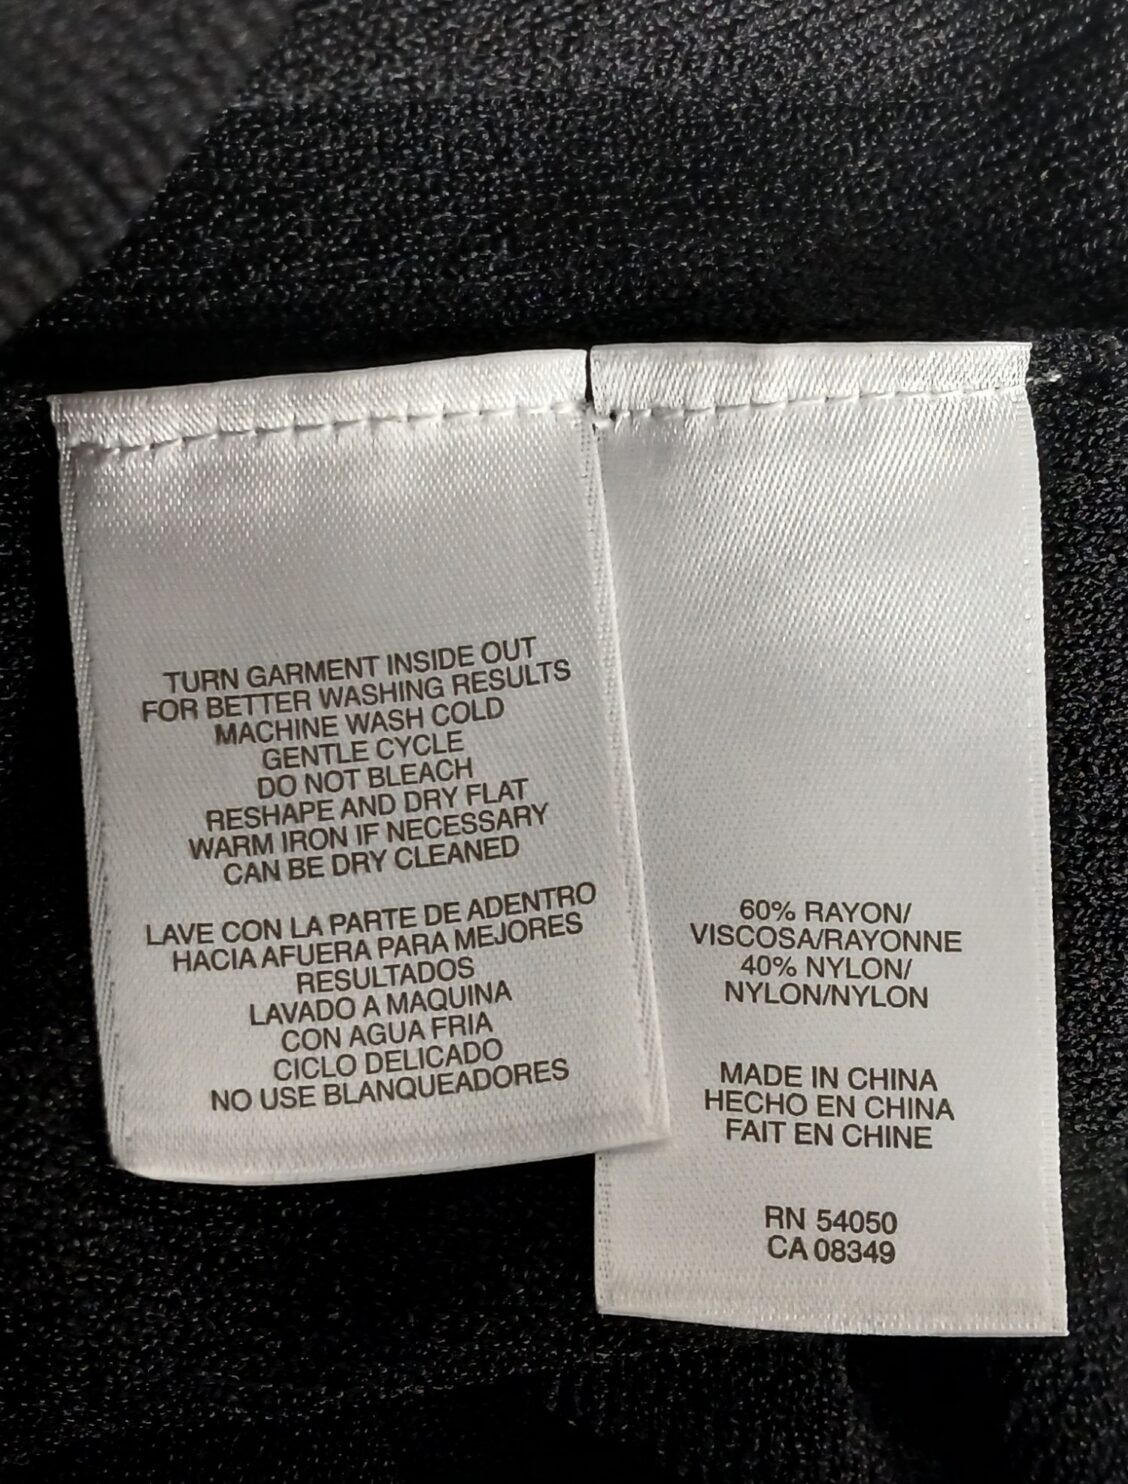 TURN GARMENT INSIDE OUT
FOR BETTER WASHING RESULTS
MACHINE WASH COLD
GENTLE CYCLE
DO NOT BLEACH
RESHAPE AND DRY FLAT
WARM IRON IF NECESSARY
CAN BE DRY CLEANED
LAVE CON LA PARTE DE ADENTRO
HACIA AFUERA PARA MEJORES
RESULTADOS
LAVADO A MAQUINA
CON AGUA FRIA
CICLO DELICADO
NO USE BLANQUEADORES
60% RAYON/
VISCOSA/RAYONNE
40% NYLON/
NYLON/NYLON
MADE IN CHINA
HECHO EN CHINA
FAIT EN CHINE
RN 54050
CA 08349